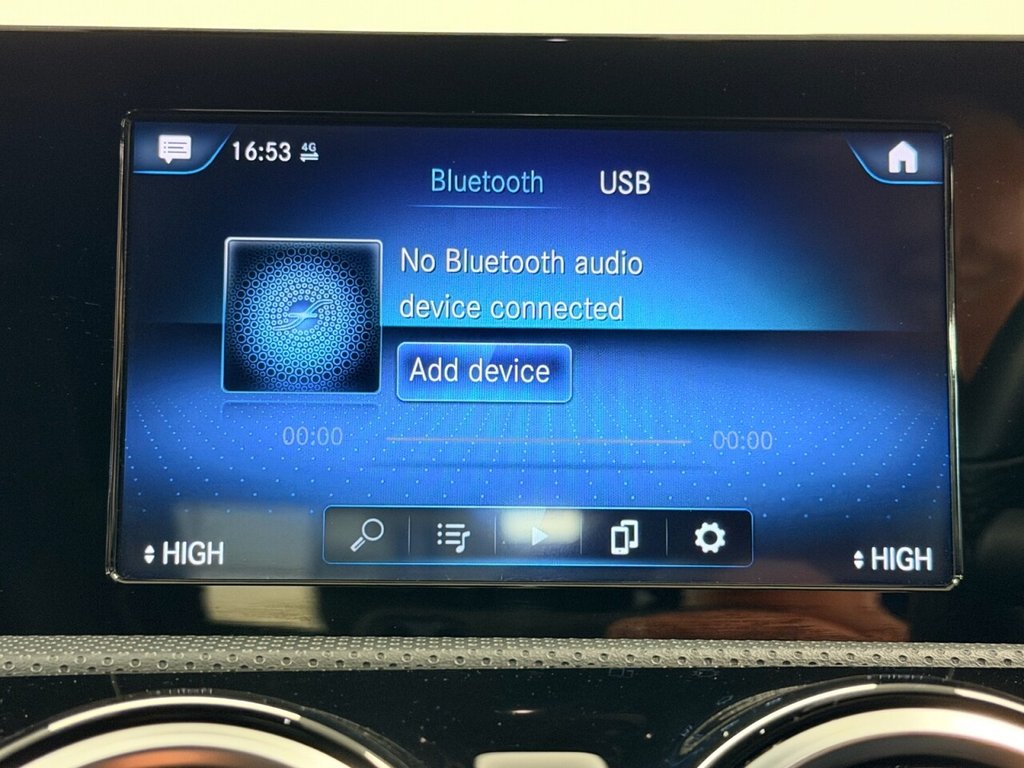 16:53 4G
Bluetooth USB
No Bluetooth audio
device connected
Add device
00:00 00:00
HIGH HIGH